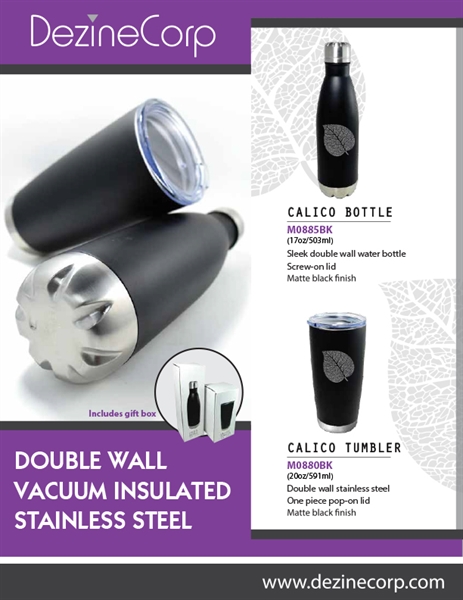 DezineCorp
CALICO BOTTLE
M0885BK
(17oz/503ml)
Sleek double wall water bottle
Screw-on lid
Matte black finish
Includes gift box
CALICO TUMBLER
M0880BK
(20oz/591ml)
Double wall stainless steel
One piece pop-on lid
Matte black finish
DOUBLE WALL
VACUUM INSULATED
STAINLESS STEEL
www.dezinecorp.com